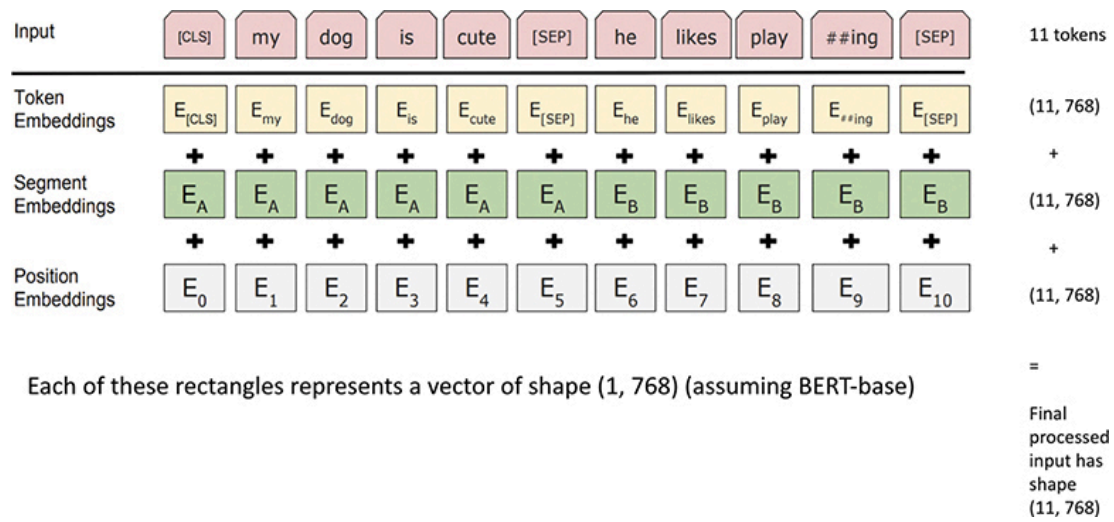 Input [CLS] my dog is cute [SEP] he likes play ##ing [SEP] 11 tokens
Token
Embeddings E[CLS] Emy Edog Eis Ecute E[SEP] Ehe Elikes Eplay E##ing E[SEP] (11, 768)
+ + + + + + + + + + + +
Segment
Embeddings EA EA EA EA EA EA EB EB EB EB EB (11, 768)
+ + + + + + + + + + + +
Position
Embeddings E0 E1 E2 E3 E4 E5 E6 E7 E8 E9 E10 (11, 768)
Each of these rectangles represents a vector of shape (1, 768) (assuming BERT-base)
=
Final
processed
input has
shape
(11, 768)